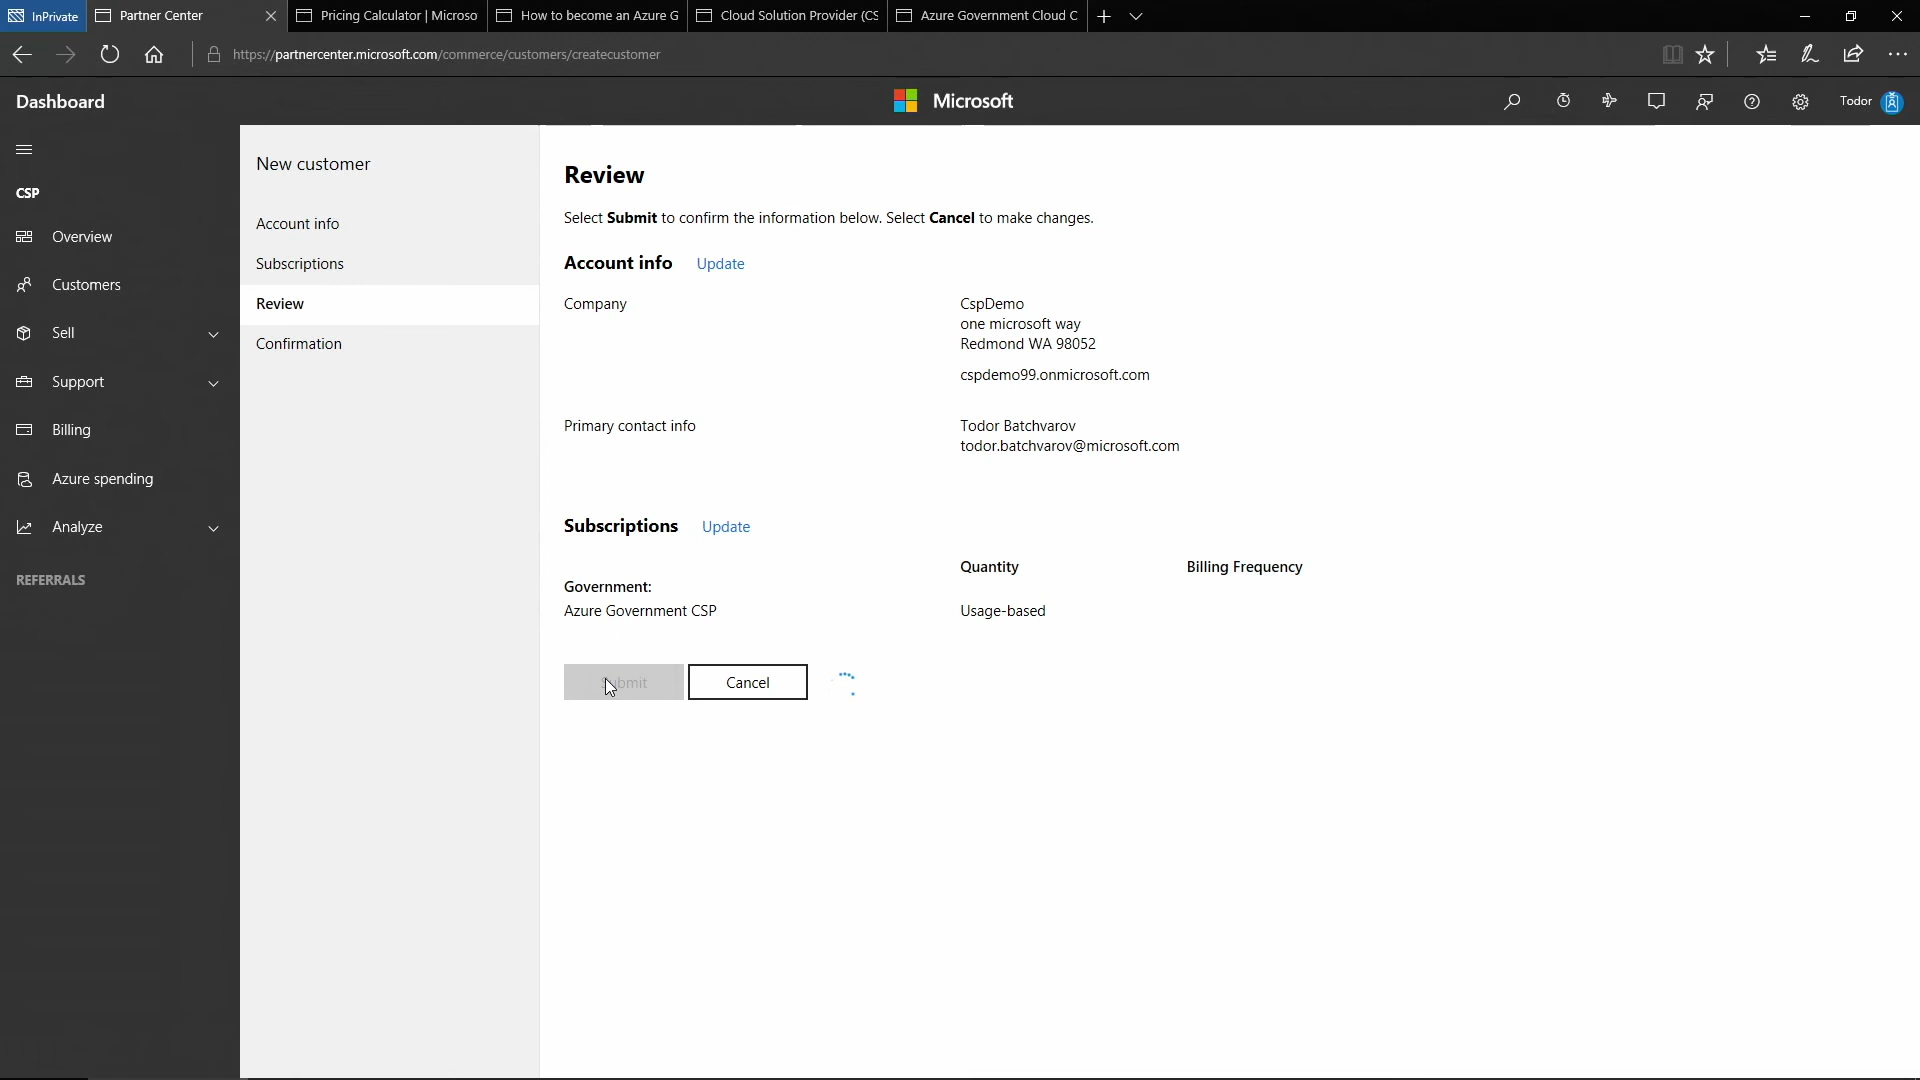 InPrivate
Partner Center
Pricing Calculator | Microso
How to become an Azure G
Cloud Solution Provider (CS
Azure Government Cloud C
https://partnercenter.microsoft.com/commerce/customers/createcustomer
Dashboard
Microsoft
Todor
CSP
Overview
Customers
Sell
Support
Billing
Azure spending
Analyze
REFERRALS
New customer
Account info
Subscriptions
Review
Confirmation
Review
Select Submit to confirm the information below. Select Cancel to make changes.
Account info Update
Company
CspDemo
one microsoft way
Redmond WA 98052
cspdemo99.onmicrosoft.com
Primary contact info
Todor Batchvarov
todor.batchvarov@microsoft.com
Subscriptions Update
Quantity Billing Frequency
Government:
Azure Government CSP Usage-based
Submit Cancel